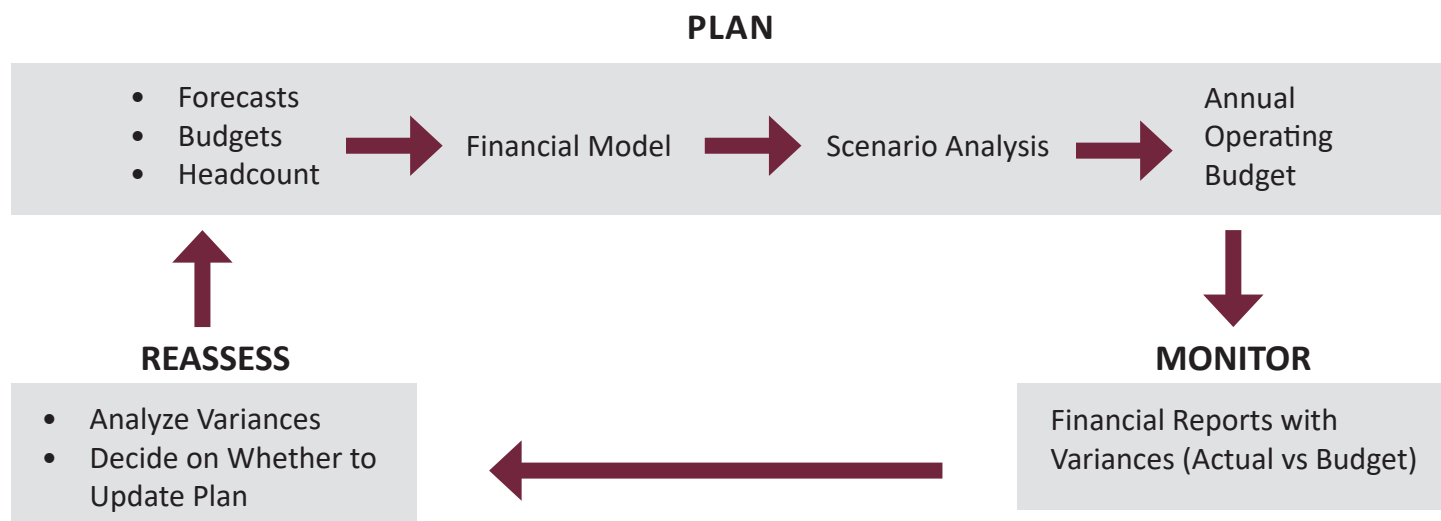 PLAN
• Forecasts
• Budgets
• Headcount
Financial Model
Scenario Analysis
Annual
Operating
Budget
MONITOR
Financial Reports with
Variances (Actual vs Budget)
REASSESS
• Analyze Variances
• Decide on Whether to
Update Plan